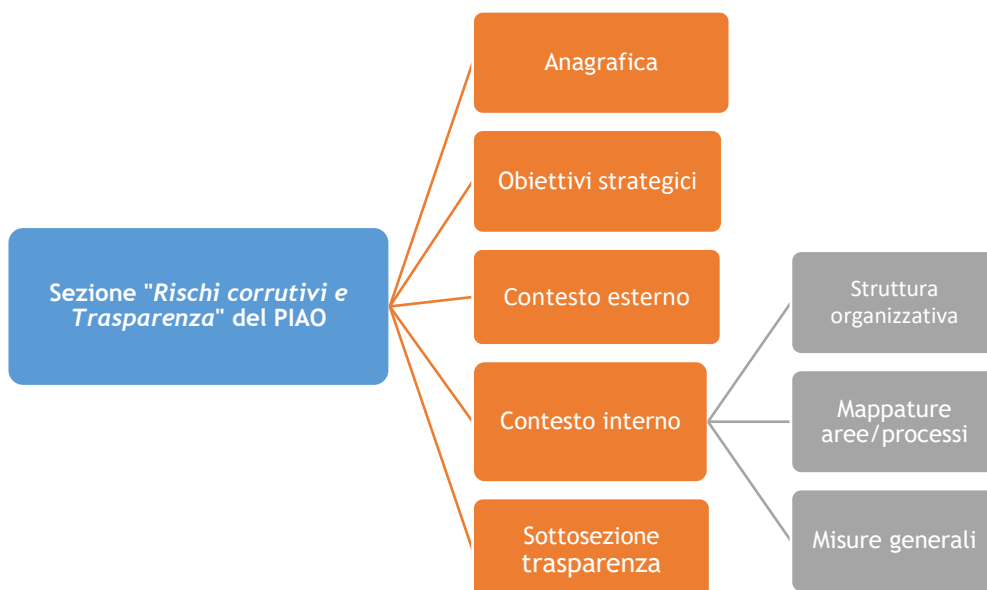 Sezione "Rischi corrutivi e
Trasparenza" del PIAO
Anagrafica
Obiettivi strategici
Contesto esterno
Contesto interno
Sottosezione
trasparenza
Struttura
organizzativa
Mappature
aree/processi
Misure generali